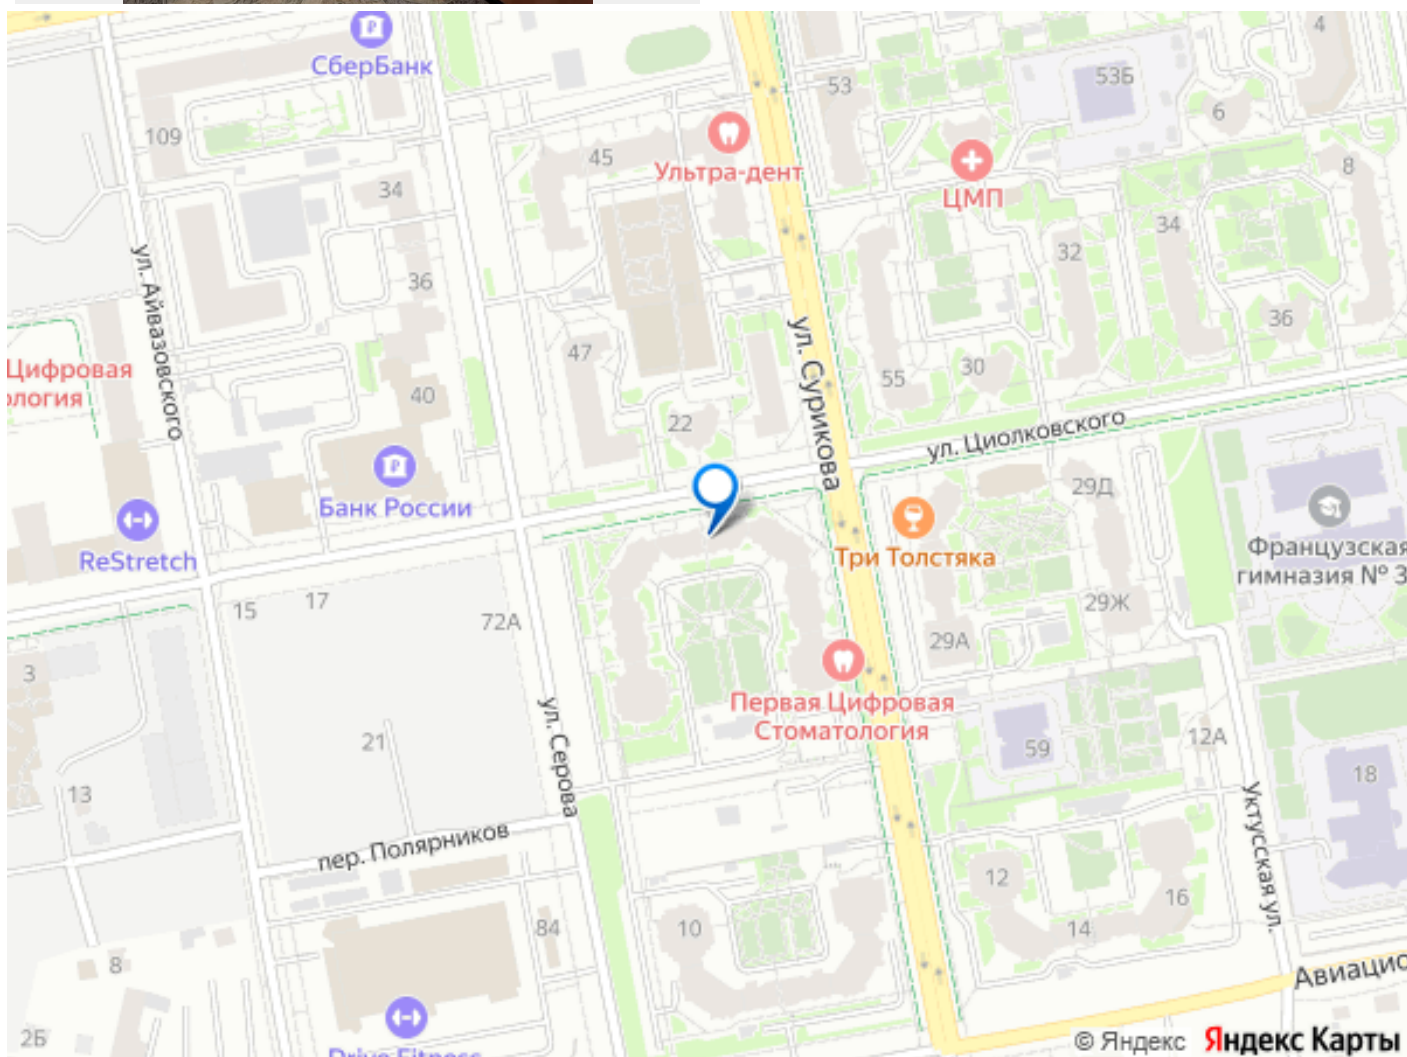 4
СберБанк
53
53Б
6
109
45
Ультра-дент
8
ЦМП
34
34
32
36
36
ул. Айвазовского
ул. Сурикова
47
Цифровая
логия
55
30
40
22
ул. Циолковского
29Д
Банк России
ReStretch
Три Толстяка
Французская
гимназия № 3
15
17
72А
29Ж
29А
3
Первая Цифровая
Стоматология
ул. Серова
21
59
12А
18
13
Уктусская ул.
пер. Полярников
12
16
10
84
14
8
Авиацио
2Б
Drive Fitness
© Яндекс Яндекс Карты